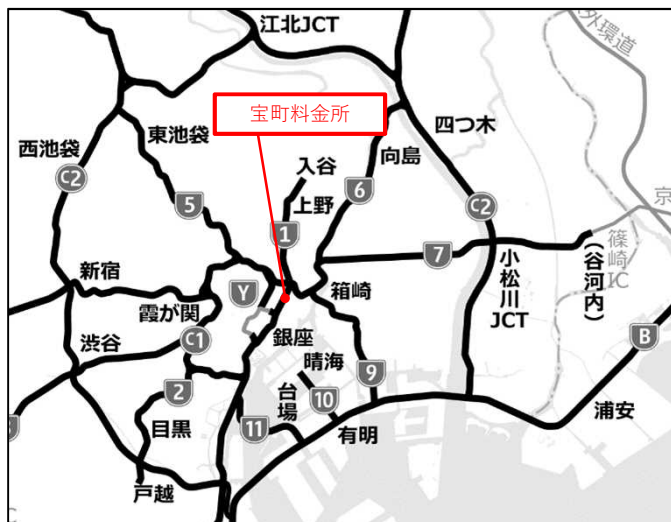 江北JCT
外環道
宝町料金所
東池袋
四つ木
西池袋
向島
入谷
C2
上野
6
5
1
C2
京
7
小松川
JCT
篠崎
IC
(谷河内)
新宿
Y
箱崎
霞が関
渋谷
C1
銀座
晴海
B
2
9
台場
10
11
目黒
有明
浦安
戸越